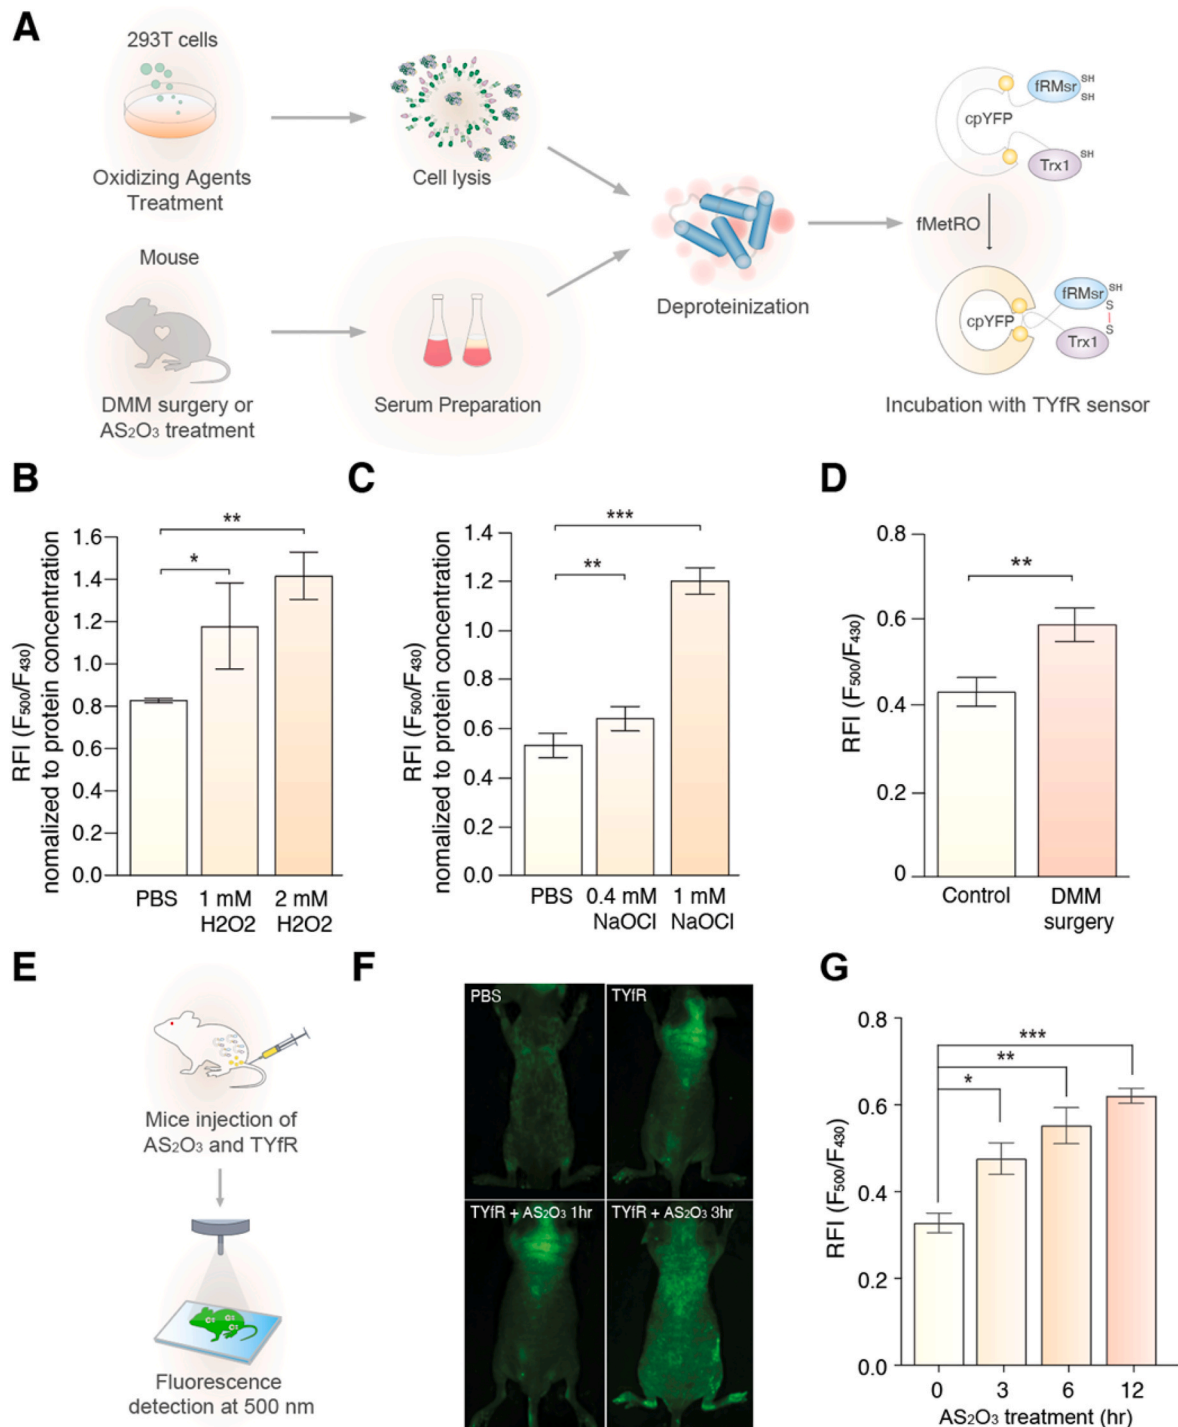 A
293T cells
Oxidizing Agents
Treatment
Cell lysis
Mouse
DMM surgery or
AS2O3 treatment
Serum Preparation
Deproteinization
cpYFP
fRMsr
SH
SH
Trx1
SH
fMetRO
cpYFP
fRMsr
SH
S
S
Trx1
Incubation with TYfR sensor
B
RFI (F500/F430)
nomalized to protein concentration
1.6
1.4
1.2
1.0
0.8
0.6
0.4
0.2
0.0
*
**
PBS
1 mM
H2O2
2 mM
H2O2
C
RFI (F500/F430)
nomalized to protein concentration
1.4
1.2
1.0
0.8
0.6
0.4
0.2
0.0
**
***
PBS
0.4 mM
NaOCl
1 mM
NaOCl
D
RFI (F500/F430)
0.8
0.6
0.4
0.2
0
**
Control
DMM
surgery
E
Mice injection of
AS2O3 and TYfR
Fluorescence
detection at 500 nm
F
PBS
TYfR
TYfR + AS2O3 1hr
TYfR + AS2O3 3hr
G
RFI (F500/F430)
0.8
0.6
0.4
0.2
0.0
*
**
***
0
3
6
12
AS2O3 treatment (hr)